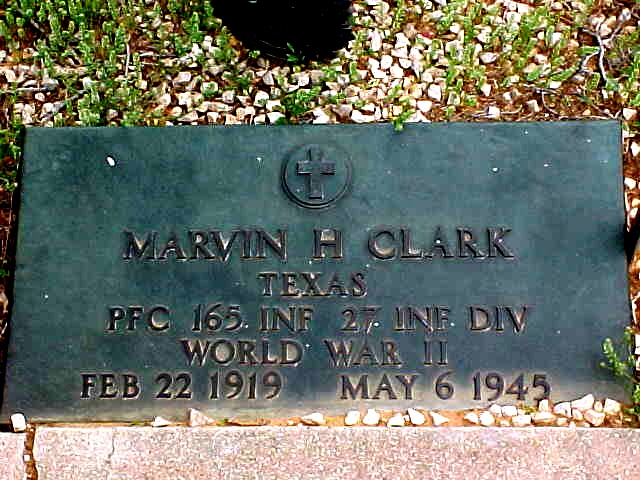 MARVIN H CLARK
TEXAS
PFC 165 INF 27 INF DIV
WORLD WAR II
FEB 22 1919 MAY 6 1945